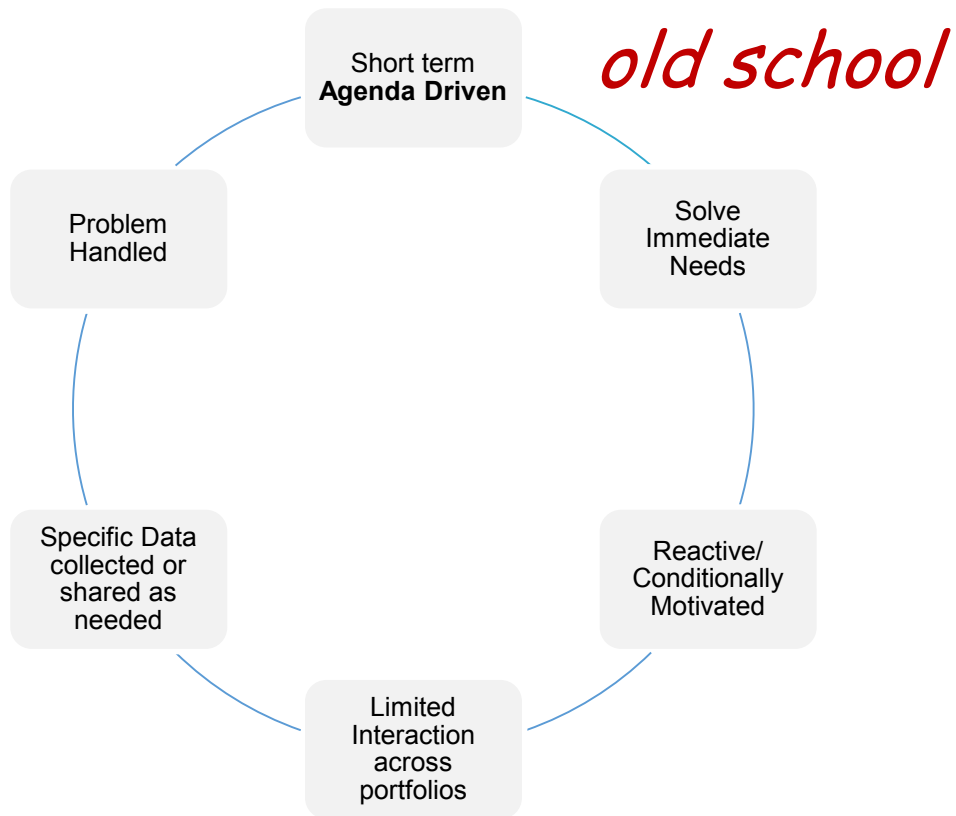 old school
Short term
Agenda Driven
Solve
Immediate
Needs
Reactive/
Conditionally
Motivated
Limited
Interaction
across
portfolios
Specific Data
collected or
shared as
needed
Problem
Handled